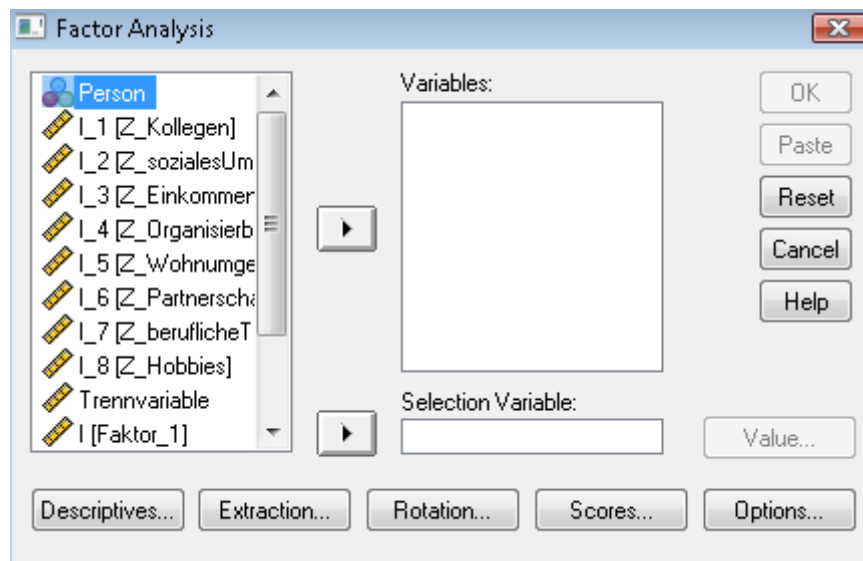 Factor Analysis
Person
I_1 [Z_Kollegen]
I_2 [Z_sozialesUm
I_3 [Z_Einkommer
I_4 [Z_Organisierb
I_5 [Z_Wohnumge
I_6 [Z_Partnerscha
I_7 [Z_beruflicheT
I_8 [Z_Hobbies]
Trennvariable
I [Faktor_1]
Variables:
Selection Variable:
OK
Paste
Reset
Cancel
Help
Value...
Descriptives... Extraction... Rotation... Scores... Options...